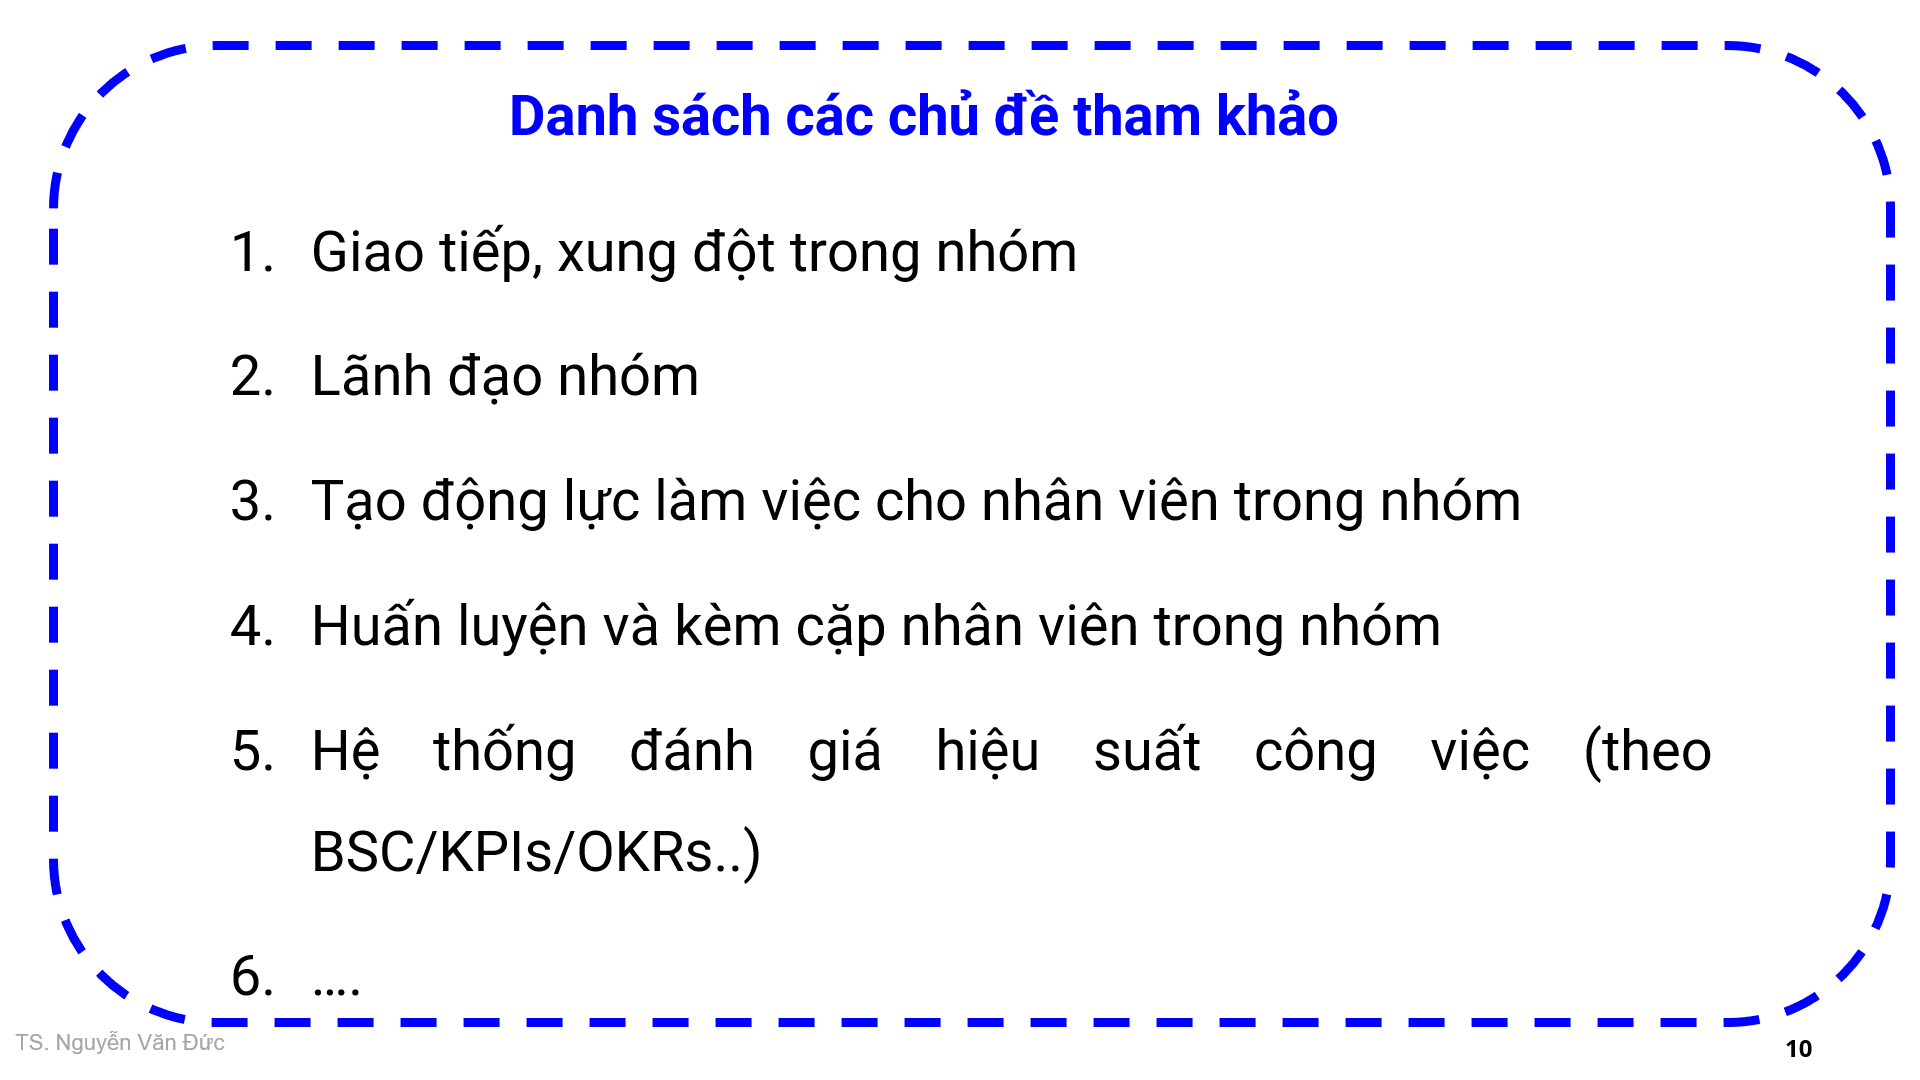 Danh sách các chủ đề tham khảo
1. Giao tiếp, xung đột trong nhóm
2. Lãnh đạo nhóm
3. Tạo động lực làm việc cho nhân viên trong nhóm
4. Huấn luyện và kèm cặp nhân viên trong nhóm
5. Hệ thống đánh giá hiệu suất công việc (theo
BSC/KPIs/OKRs..)
6. ....
TS. Nguyễn Văn Đức
10